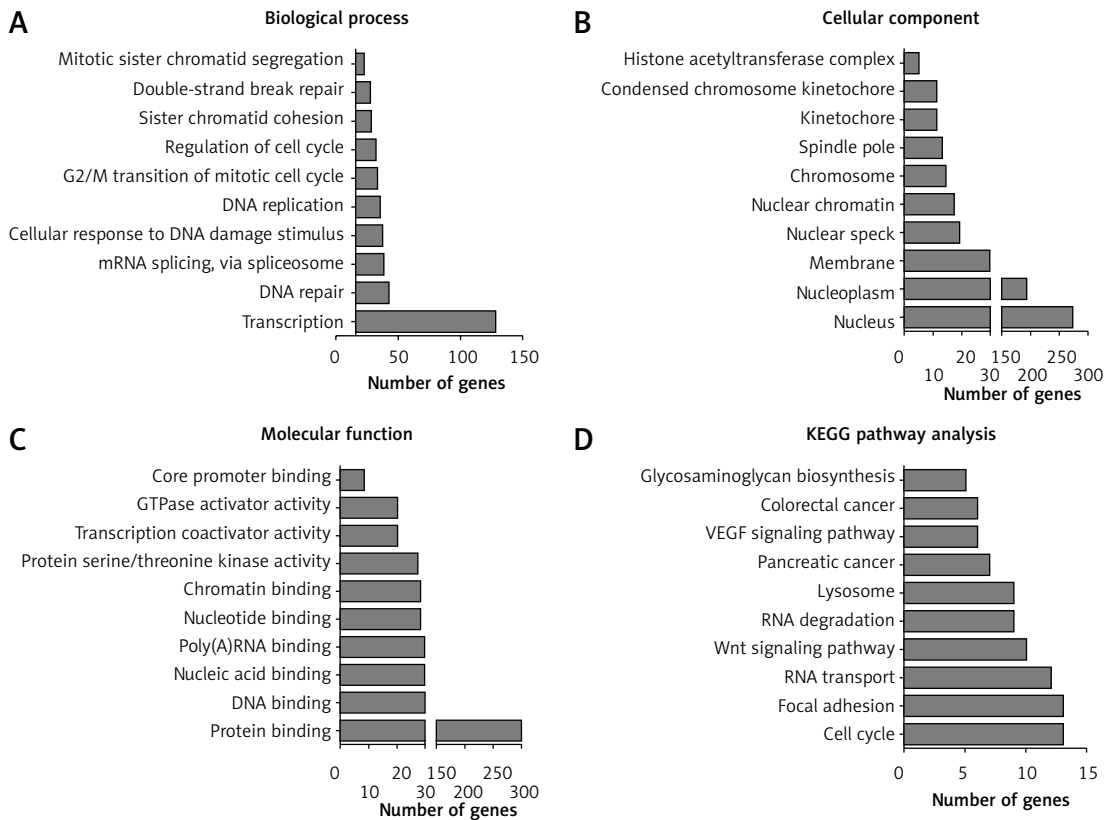 A
Biological process
Mitotic sister chromatid segregation
Double-strand break repair
Sister chromatid cohesion
Regulation of cell cycle
G2/M transition of mitotic cell cycle
DNA replication
Cellular response to DNA damage stimulus
mRNA splicing, via spliceosome
DNA repair
Transcription
0 50 100 150
Number of genes
B
Cellular component
Histone acetyltransferase complex
Condensed chromosome kinetochore
Kinetochore
Spindle pole
Chromosome
Nuclear chromatin
Nuclear speck
Membrane
Nucleoplasm
Nucleus
0 20 150 250
10 30 200 300
Number of genes
C
Molecular function
Core promoter binding
GTPase activator activity
Transcription coactivator activity
Protein serine/threonine kinase activity
Chromatin binding
Nucleotide binding
Poly(A)RNA binding
Nucleic acid binding
DNA binding
Protein binding
0 20 150 250
10 30 200 300
Number of genes
D
KEGG pathway analysis
Glycosaminoglycan biosynthesis
Colorectal cancer
VEGF signaling pathway
Pancreatic cancer
Lysosome
RNA degradation
Wnt signaling pathway
RNA transport
Focal adhesion
Cell cycle
0 5 10 15
Number of genes